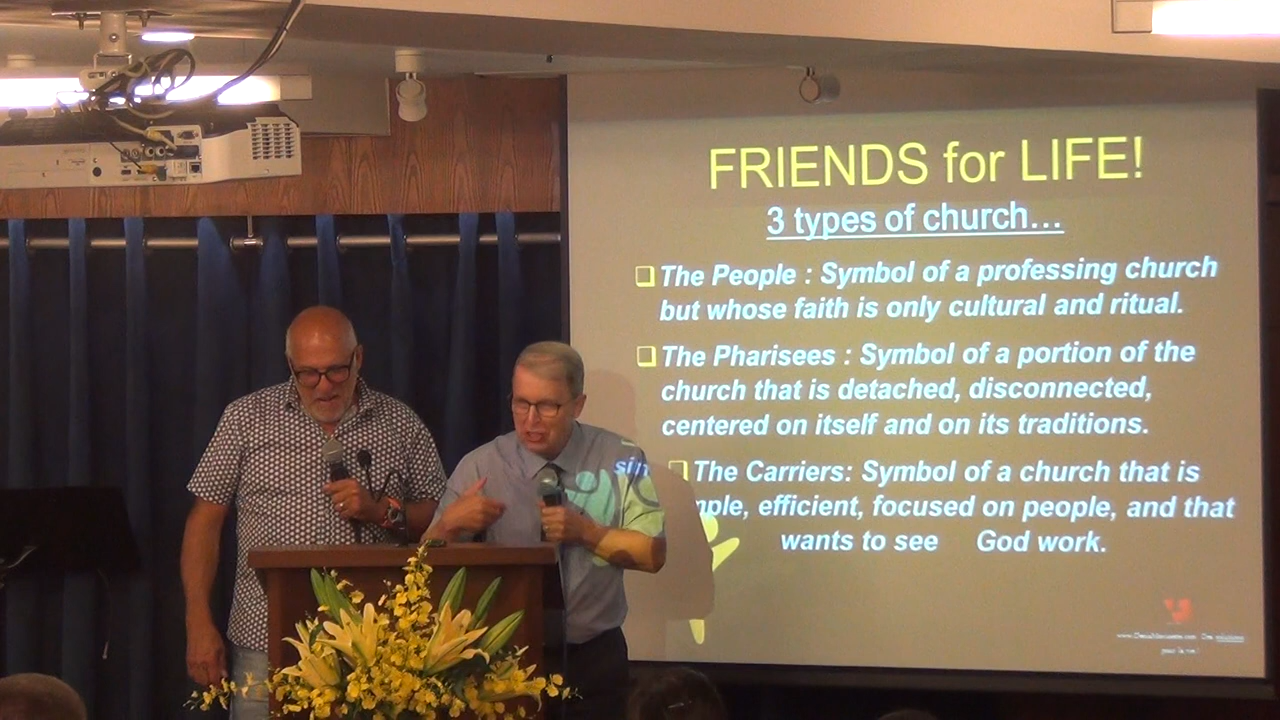 FRIENDS for LIFE!
3 types of church...
The People : Symbol of a professing church
but whose faith is only cultural and ritual.
The Pharisees : Symbol of a portion of the
church that is detached, disconnected,
centered on itself and on its traditions.
The Carriers: Symbol of a church that is
sin mple, efficient, focused on people, and that
wants to see God work.